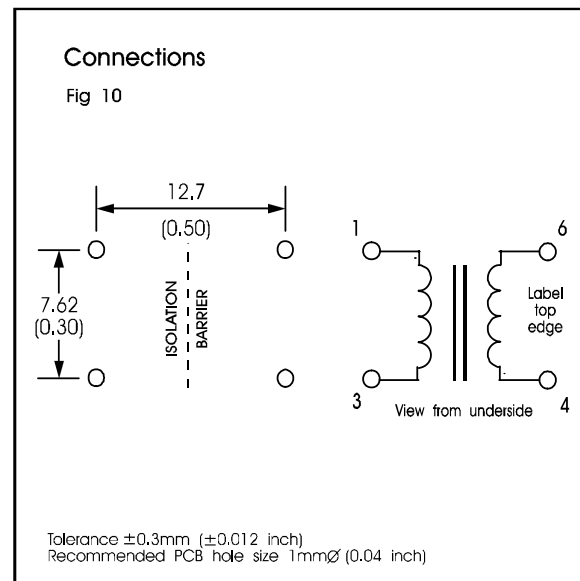 Connections
Fig 10
12.7
(0.50)
7.62
(0.30)
ISOLATION
BARRIER
1
6
Label
top
edge
3
4
View from underside
Tolerance ±0.3mm (±0.012 inch)
Recommended PCB hole size 1mmØ (0.04 inch)